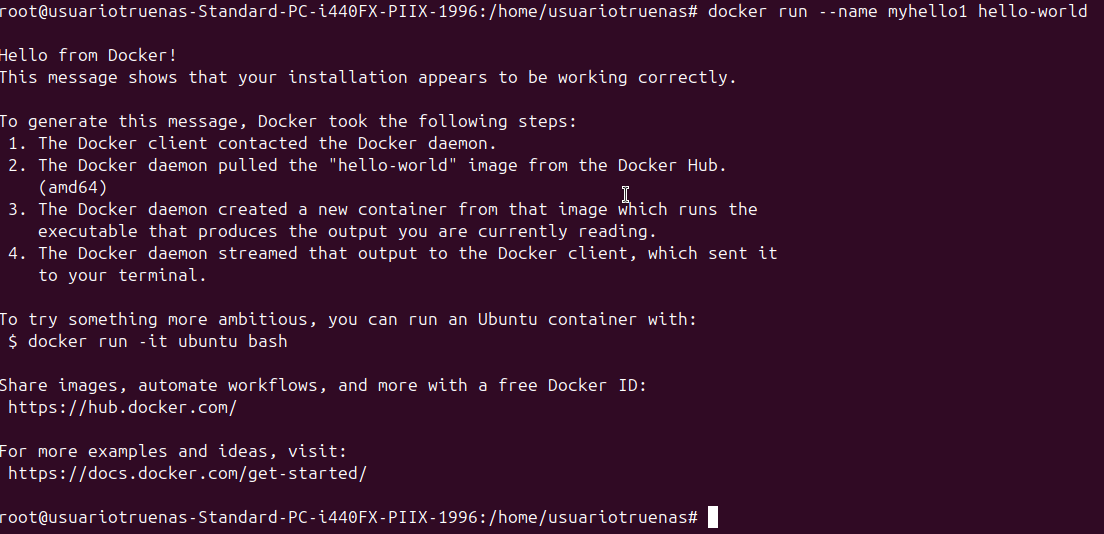 root@usuariotruenas-Standard-PC-i440FX-PIIX-1996:/home/usuariotruenas# docker run --name myhello1 hello-world
Hello from Docker!
This message shows that your installation appears to be working correctly.
To generate this message, Docker took the following steps:
1. The Docker client contacted the Docker daemon.
2. The Docker daemon pulled the "hello-world" image from the Docker Hub.
(amd64)
3. The Docker daemon created a new container from that image which runs the
executable that produces the output you are currently reading.
4. The Docker daemon streamed that output to the Docker client, which sent it
to your terminal.
To try something more ambitious, you can run an Ubuntu container with:
$ docker run -it ubuntu bash
Share images, automate workflows, and more with a free Docker ID:
https://hub.docker.com/
For more examples and ideas, visit:
https://docs.docker.com/get-started/
root@usuariotruenas-Standard-PC-i440FX-PIIX-1996:/home/usuariotruenas#